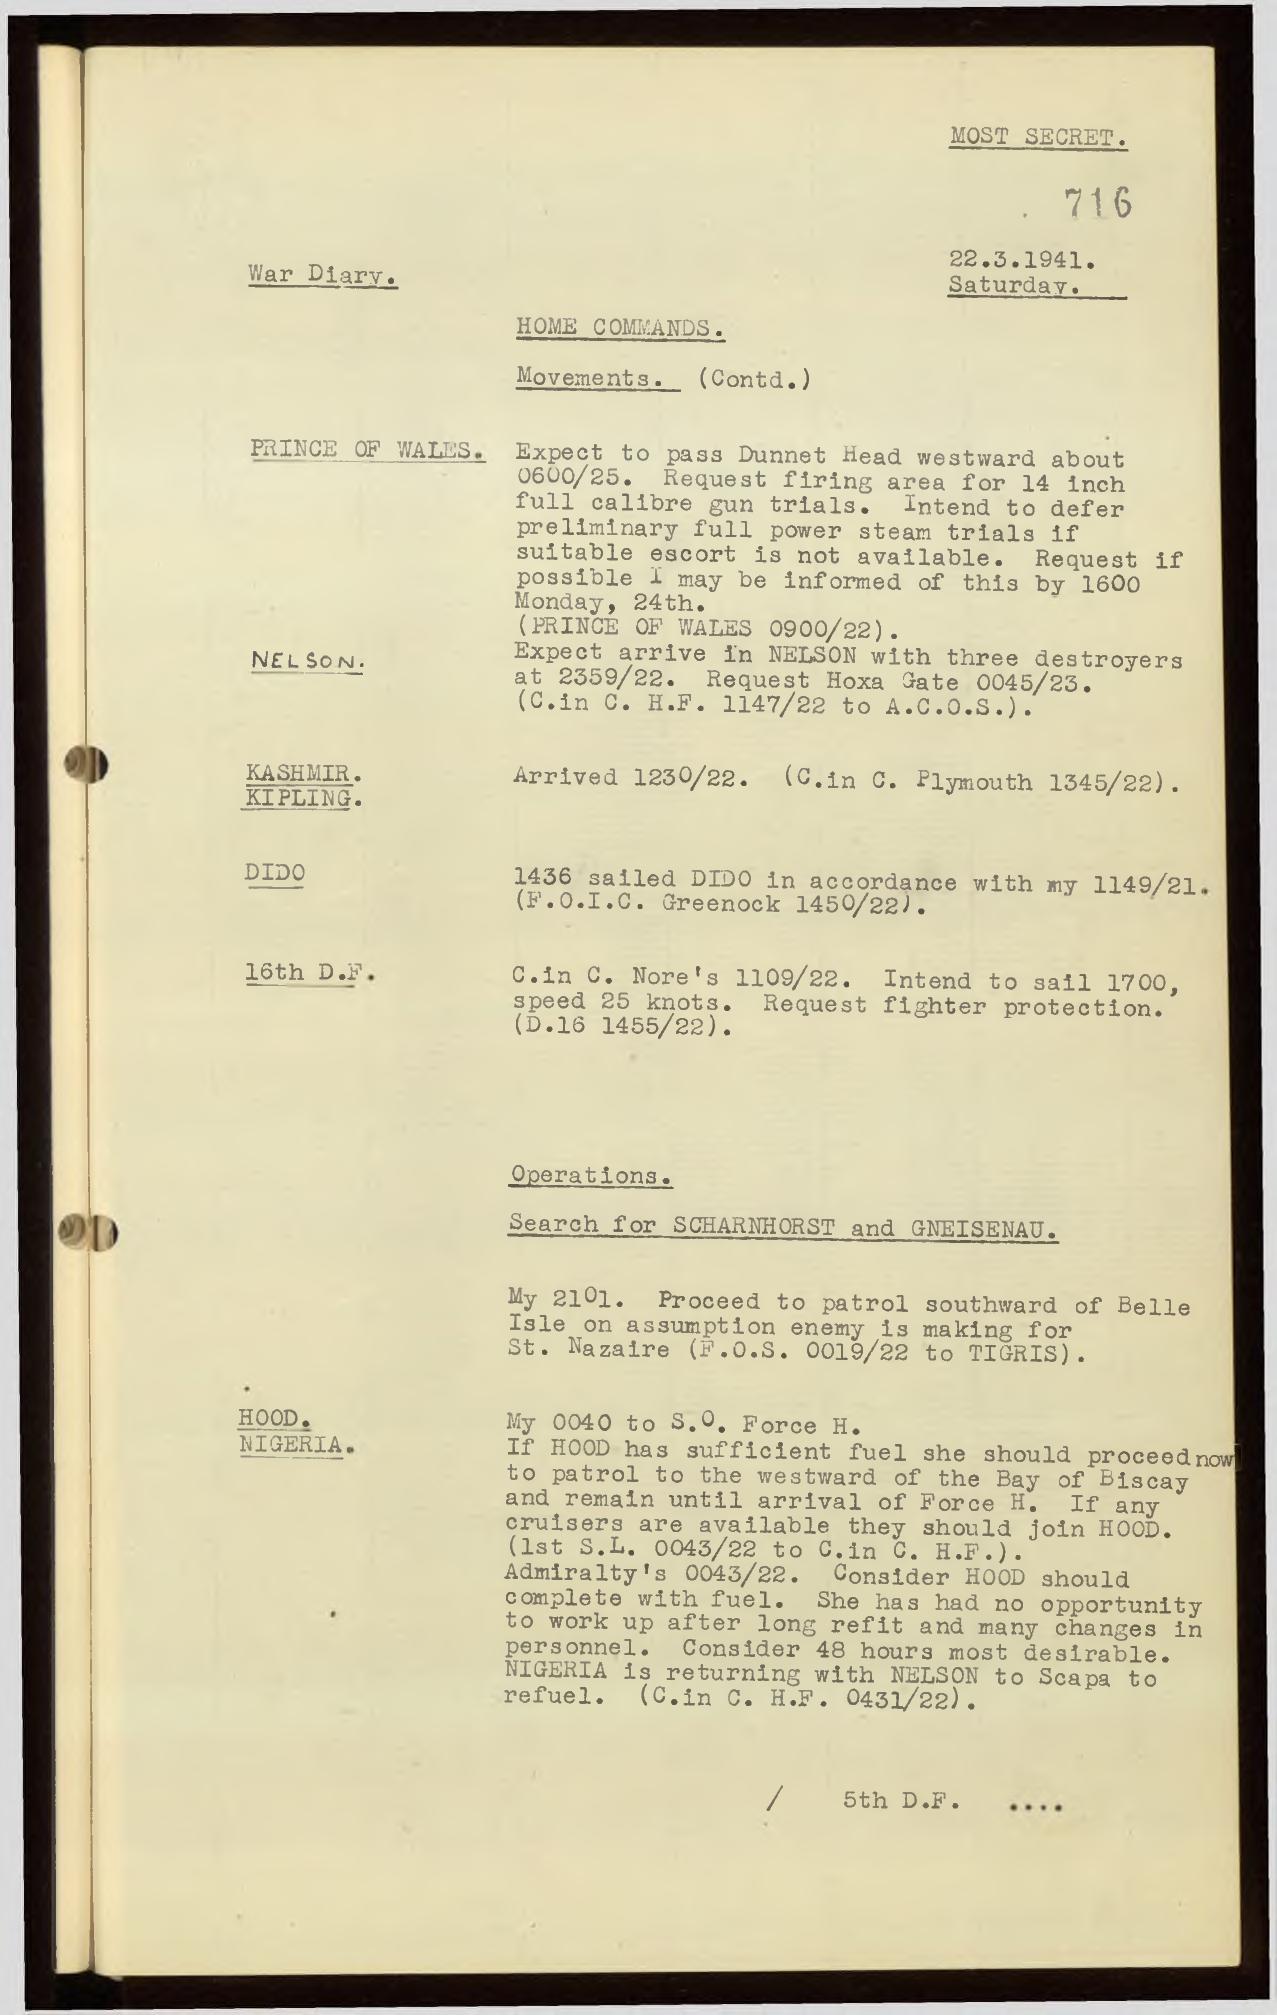 MOST SECRET.
716
War Diary.
22.3.1941.
Saturday.
HOME COMMANDS.
Movements. (Contd.)
PRINCE OF WALES. Expect to pass Dunnet Head westward about
0600/25. Request firing area for 14 inch
full calibre gun trials. Intend to defer
preliminary full power steam trials if
suitable escort is not available. Request if
possible I may be informed of this by 1600
Monday, 24th.
(PRINCE OF WALES 0900/22).
NELSON. Expect arrive in NELSON with three destroyers
at 2359/22. Request Hoxa Gate 0045/23.
(C.in C. H.F. 1147/22 to A.C.O.S.).
KASHMIR. Arrived 1230/22. (C.in C. Plymouth 1345/22).
KIPLING.
DIDO 1436 sailed DIDO in accordance with my 1149/21.
(F.O.I.C. Greenock 1450/22).
16th D.F. C.in C. Nore's 1109/22. Intend to sail 1700,
speed 25 knots. Request fighter protection.
(D.16 1455/22).
Operations.
Search for SCHARNHORST and GNEISENAU.
My 2101. Proceed to patrol southward of Belle
Isle on assumption enemy is making for
St. Nazaire (F.O.S. 0019/22 to TIGRIS).
HOOD. My 0040 to S.O. Force H.
NIGERIA. If HOOD has sufficient fuel she should proceed now
to patrol to the westward of the Bay of Biscay
and remain until arrival of Force H. If any
cruisers are available they should join HOOD.
(1st S.L. 0043/22 to C.in C. H.F.).
Admiralty's 0043/22. Consider HOOD should
complete with fuel. She has had no opportunity
to work up after long refit and many changes in
personnel. Consider 48 hours most desirable.
NIGERIA is returning with NELSON to Scapa to
refuel. (C.in C. H.F. 0431/22).
/ 5th D.F. ....